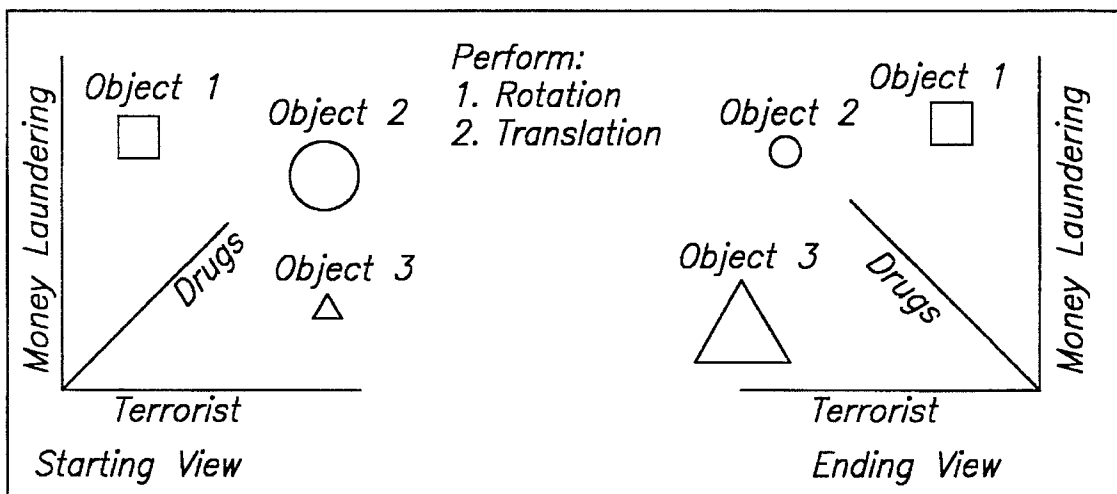 Perform:
1. Rotation
2. Translation
Object 1
Object 2
Object 3
Money Laundering
Drugs
Terrorist
Starting View
Object 1
Object 2
Object 3
Money Laundering
Drugs
Terrorist
Ending View